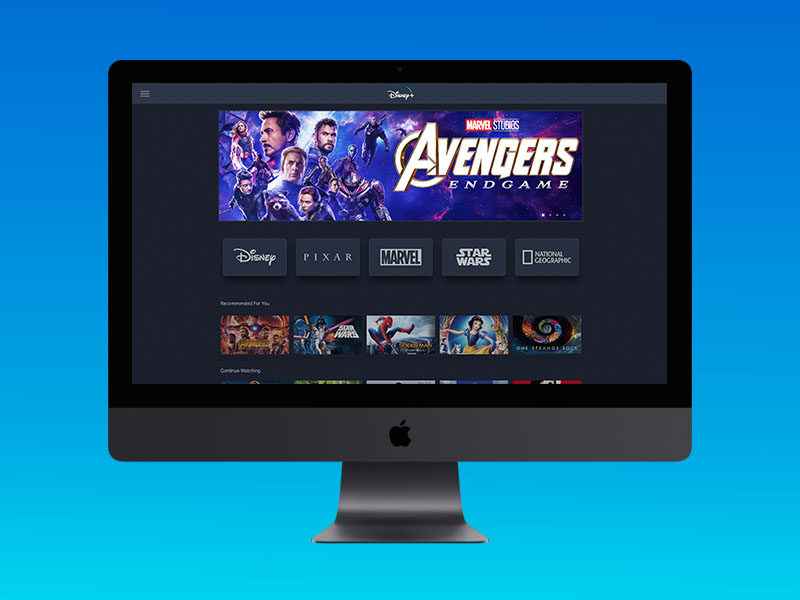 Disney+
MARVEL STUDIOS
AVENGERS
ENDGAME
Disney
PIXAR
MARVEL
STAR
WARS
NATIONAL
GEOGRAPHIC
Recommended For You
AVENGERS
STAR
WARS
SPIDER-MAN
ONE STRANGE ROCK
Continue Watching